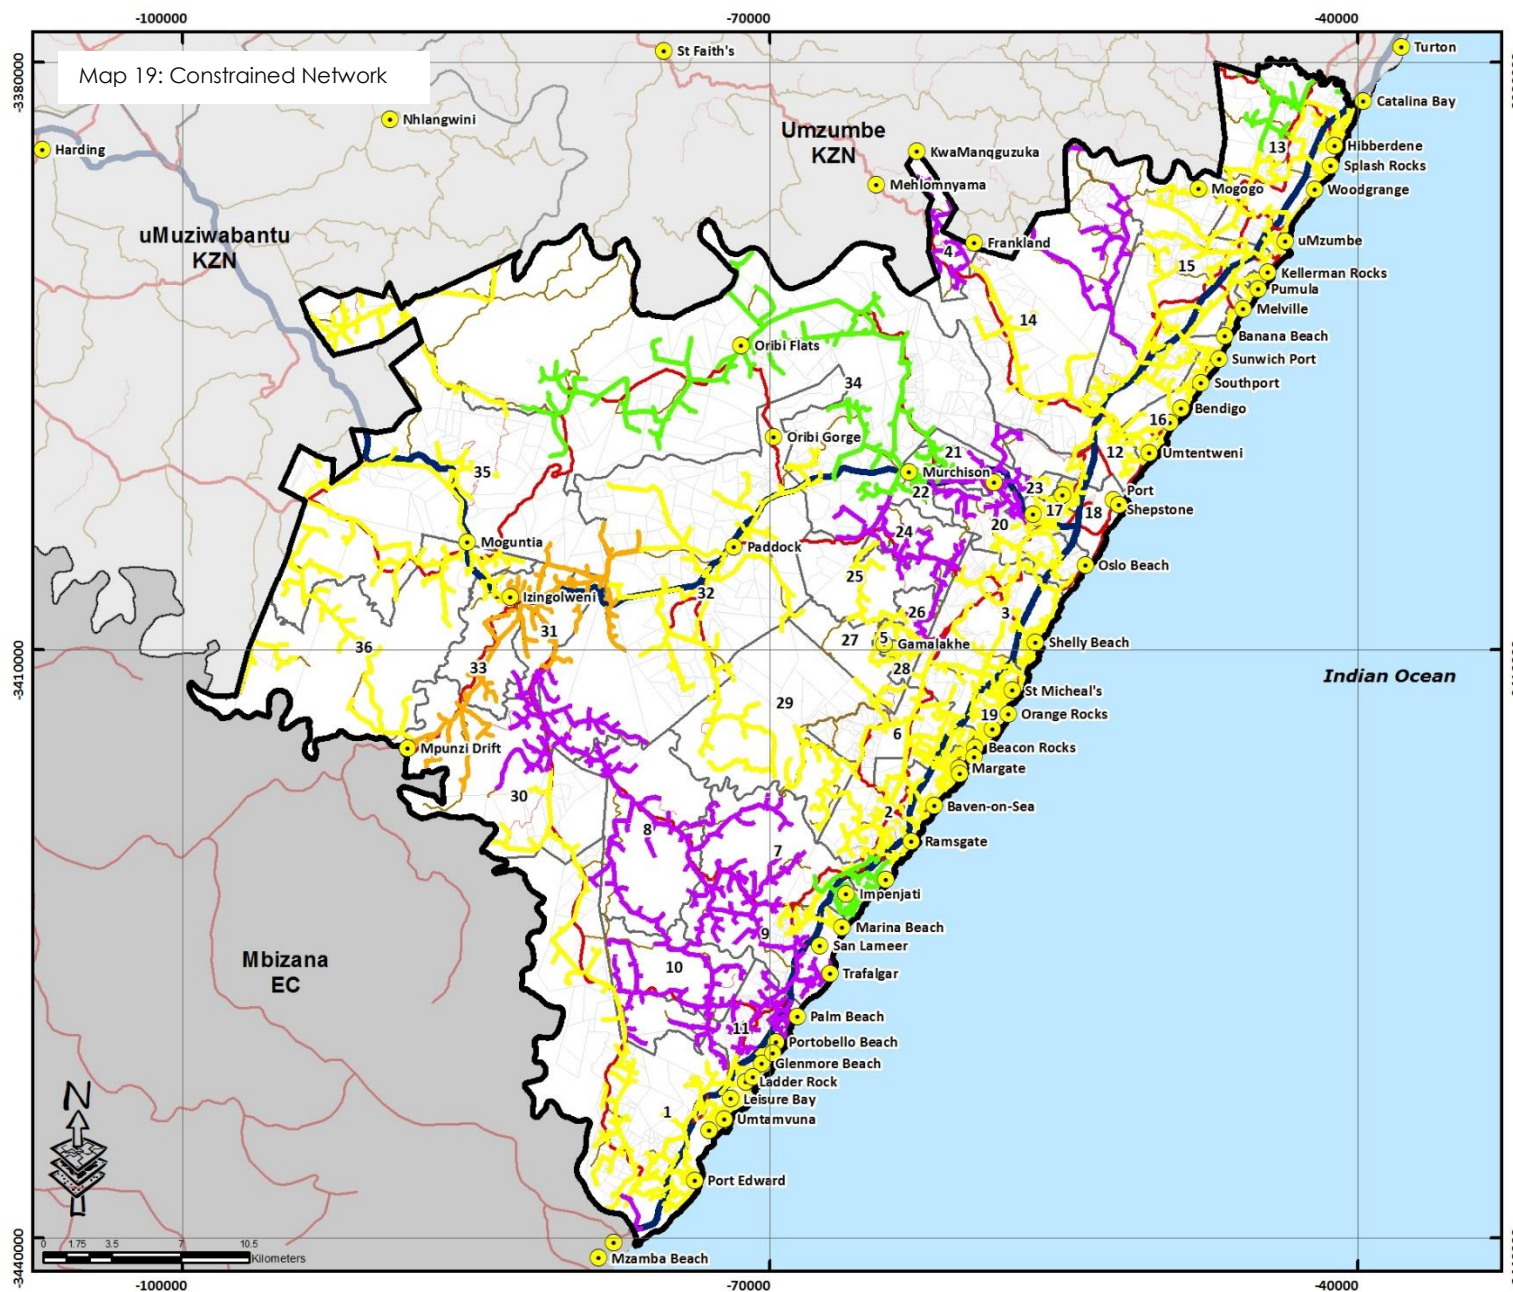 -100000
-70000
-40000
Map 19: Constrained Network
St Faith's
Turton
Catalina Bay
Nhlangwini
Harding
Umzumbe
KZN
KwaManqguzuka
Mehlomnyama
Hibberdene
13
Splash Rocks
Mogogo
Woodgrange
uMuziwabantu
KZN
4
Frankland
uMzumbe
15
Kellerman Rocks
Pumula
Melville
14
Banana Beach
Oribi Flats
Sunwich Port
34
Southport
Bendigo
16
Oribi Gorge
21
12
Umtentweni
35
Murchison
22
23
Port
Shepstone
17
18
20
24
Moguntia
Paddock
Oslo Beach
25
Izingolweni
32
26
3
31
27
5
Gamalakhe
Shelly Beach
36
33
28
Indian Ocean
St Micheal's
29
19
Orange Rocks
6
Mpunzi Drift
Beacon Rocks
Margate
30
Baven-on-Sea
2
8
7
Ramsgate
Impenjati
Marina Beach
9
San Lameer
Mbizana
EC
10
Trafalgar
Palm Beach
11
Portobello Beach
Glenmore Beach
Ladder Rock
Leisure Bay
1
Umtamvuna
N
Port Edward
0 1.75 3.5 7 10.5
Kilometers
Mzamba Beach
-3380000
-3410000
-3440000
-100000
-70000
-40000